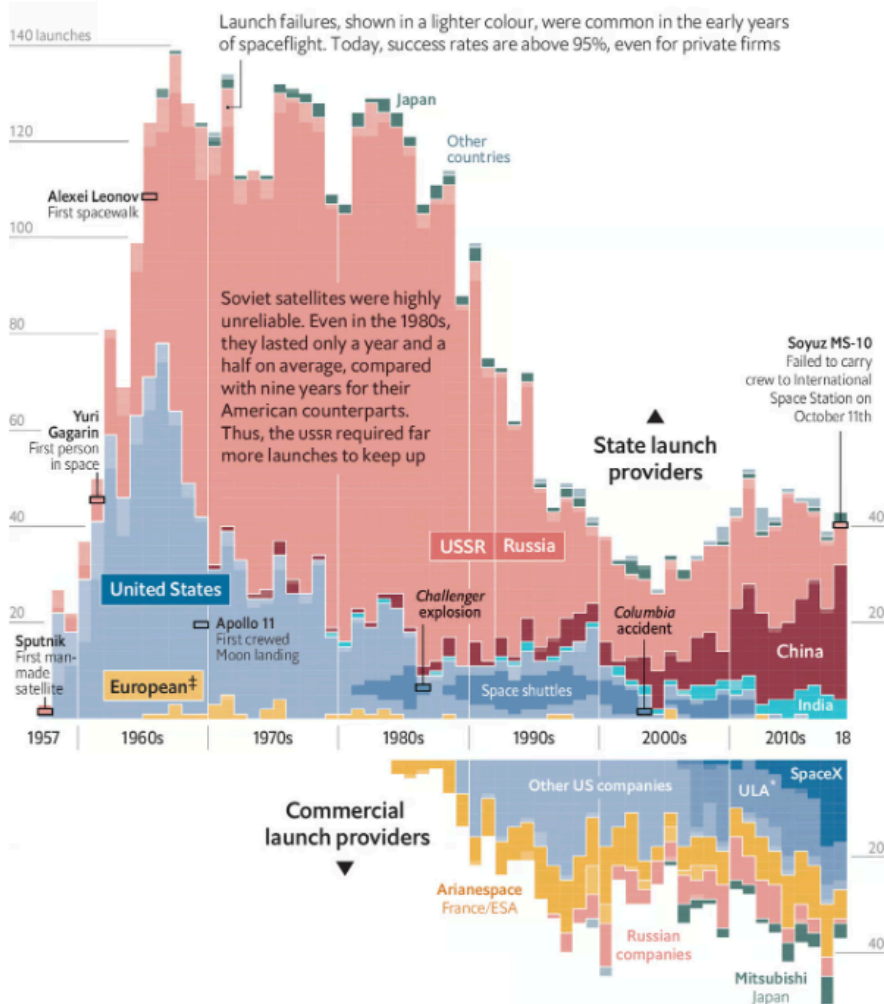 Launch failures, shown in a lighter colour, were common in the early years
of spaceflight. Today, success rates are above 95%, even for private firms
140 launches
120
100
80
60
40
20
Japan
Other
countries
Alexei Leonov
First spacewalk
Soviet satellites were highly
unreliable. Even in the 1980s,
they lasted only a year and a
half on average, compared
with nine years for their
American counterparts.
Thus, the USSR required far
more launches to keep up
Yuri
Gagarin
First person
in space
Soyuz MS-10
Failed to carry
crew to International
Space Station on
October 11th
State launch
providers
USSR
Russia
United States
Sputnik
First man-
made
satellite
Apollo 11
First crewed
Moon landing
European‡
Challenger
explosion
Space shuttles
Columbia
accident
China
India
40
20
1957
1960s
1970s
1980s
1990s
2000s
2010s
18
Commercial
launch providers
Other US companies
ULA*
SpaceX
Arianespace
France/ESA
Russian
companies
Mitsubishi
Japan
20
40